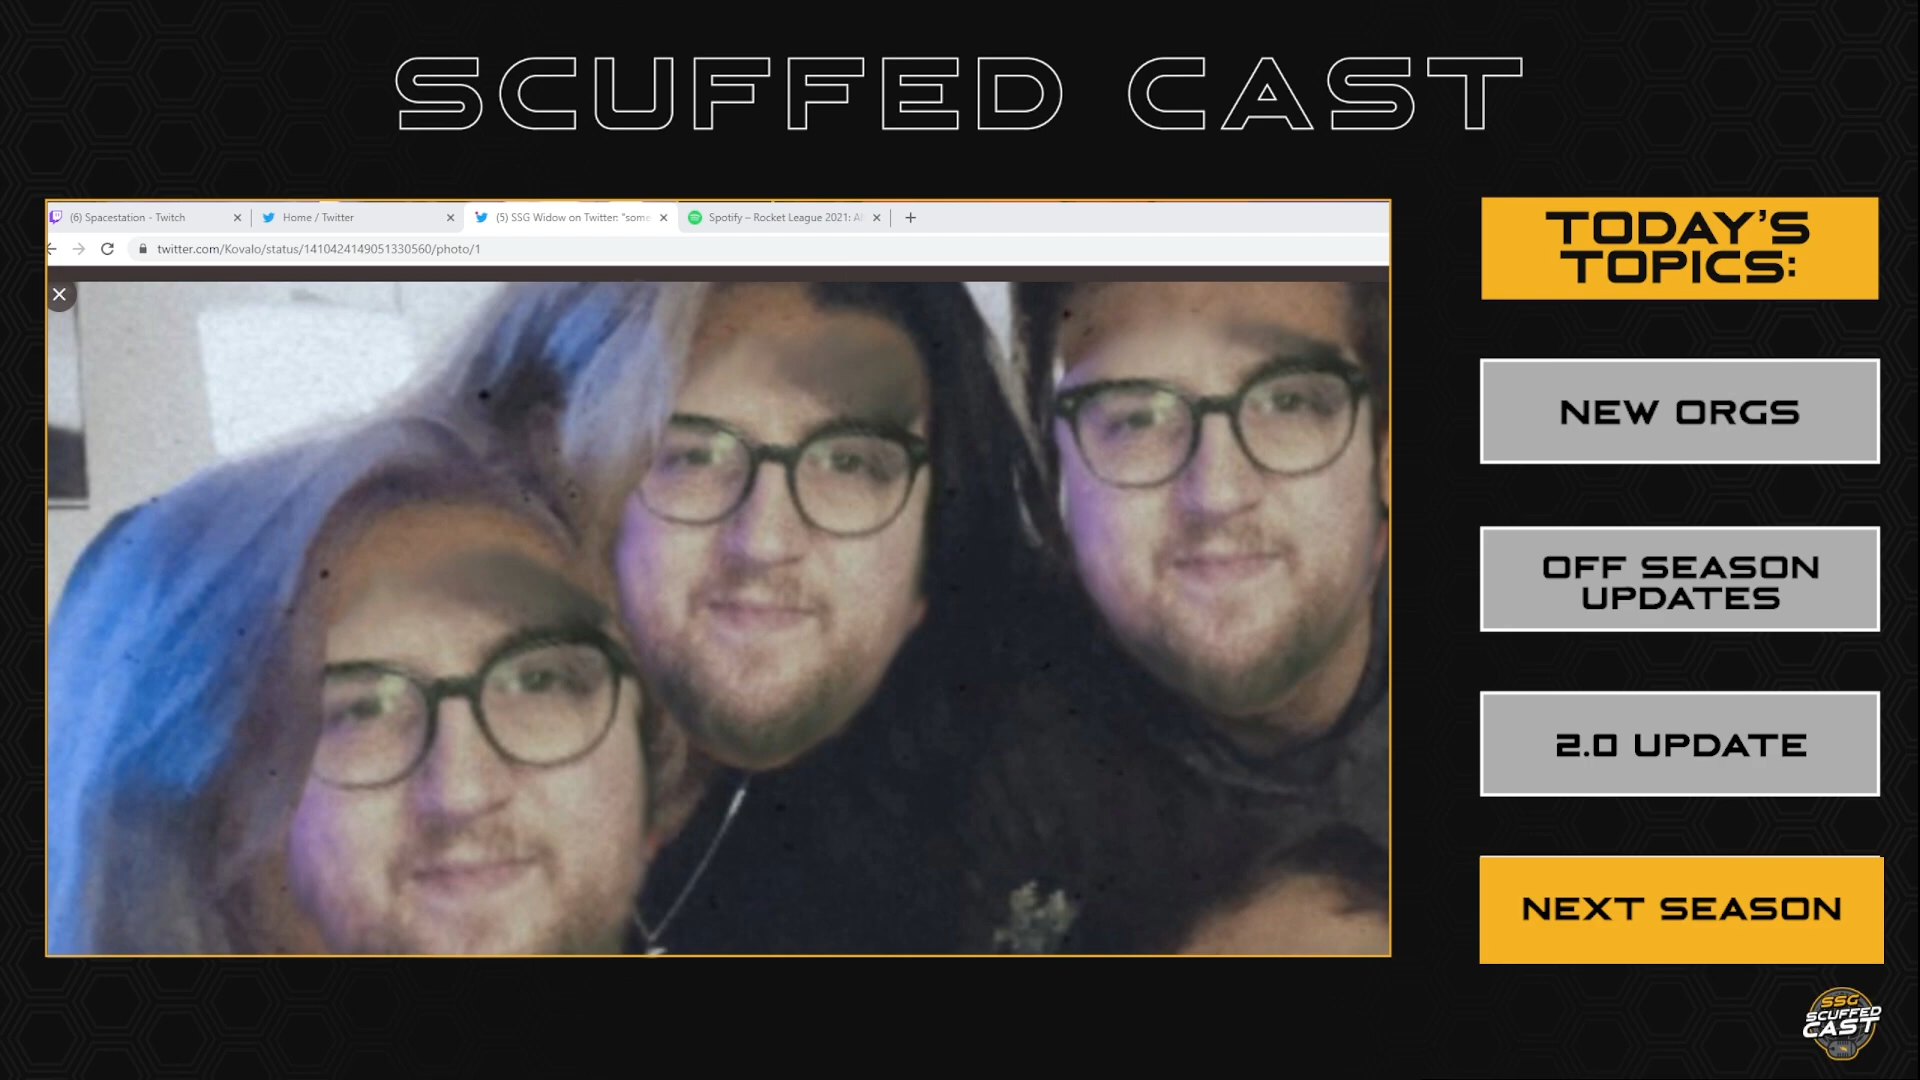 SCUFFED CAST
(6) Spacestation - Twitch
Home / Twitter
(5) SSG Widow on Twitter: "some
Spotify – Rocket League 2021: Al
twitter.com/Kovalo/status/1410424149051330560/photo/1
TODAY'S
TOPICS:
NEW ORGS
OFF SEASON
UPDATES
2.0 UPDATE
NEXT SEASON
SSG
SCUFFED
CAST